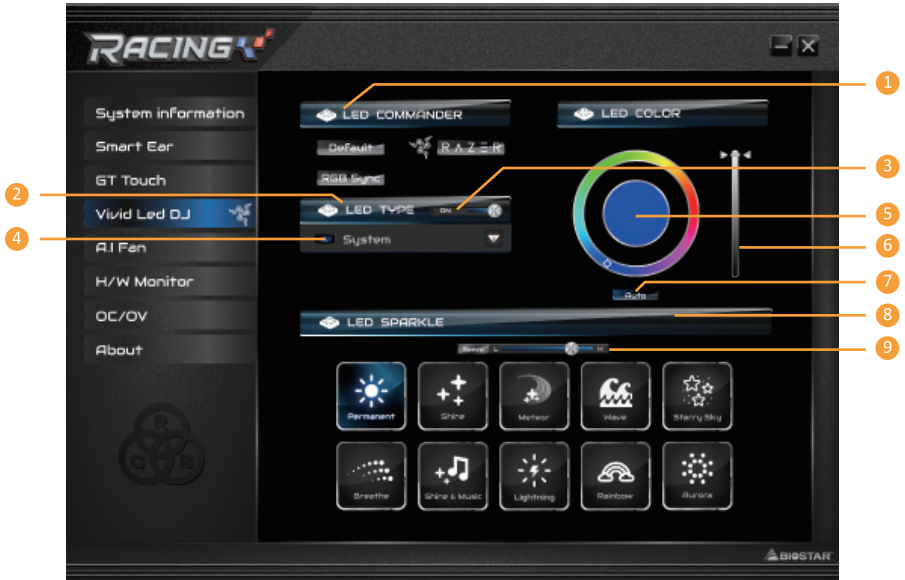 RACING
1
LED COMMANDER
LED COLOR
System information
Default
RAZER
Smart Ear
3
RGB Sync
GT Touch
2
LED TYPE ON
5
Vivid Led DJ
4
System
6
A.I Fan
H/W Monitor
7
Auto
OC/OV
8
LED SPARKLE
About
Speed L H
9
Permanent
Shine
Meteor
Wave
Starry Sky
R
G B
Breathe
Shine & Music
Lightning
Rainbow
Aurora
BIOSTAR